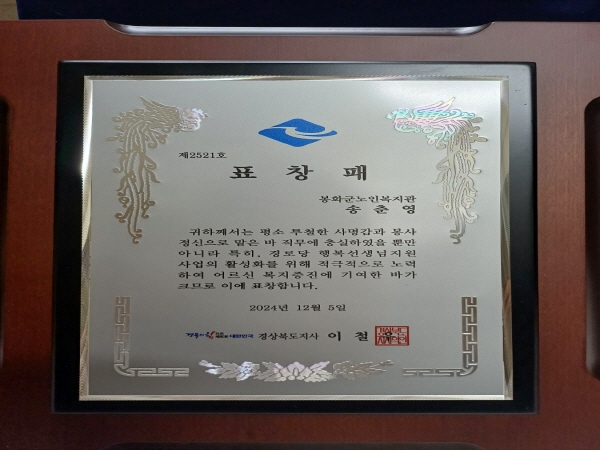 제2521호
표 창 패
봉화군노인복지관
송 춘 영
귀하께서는 평소 투철한 사명감과 봉사
정신으로 맡은 바 직무에 충실하였을 뿐만
아니라 특히, 경로당 행복선생님지원
사업의 활성화를 위해 적극적으로 노력
하여 어르신 복지증진에 기여한 바가
크므로 이에 표창합니다.
2024년 12월 5일
대한민국 경상북도지사 이 철